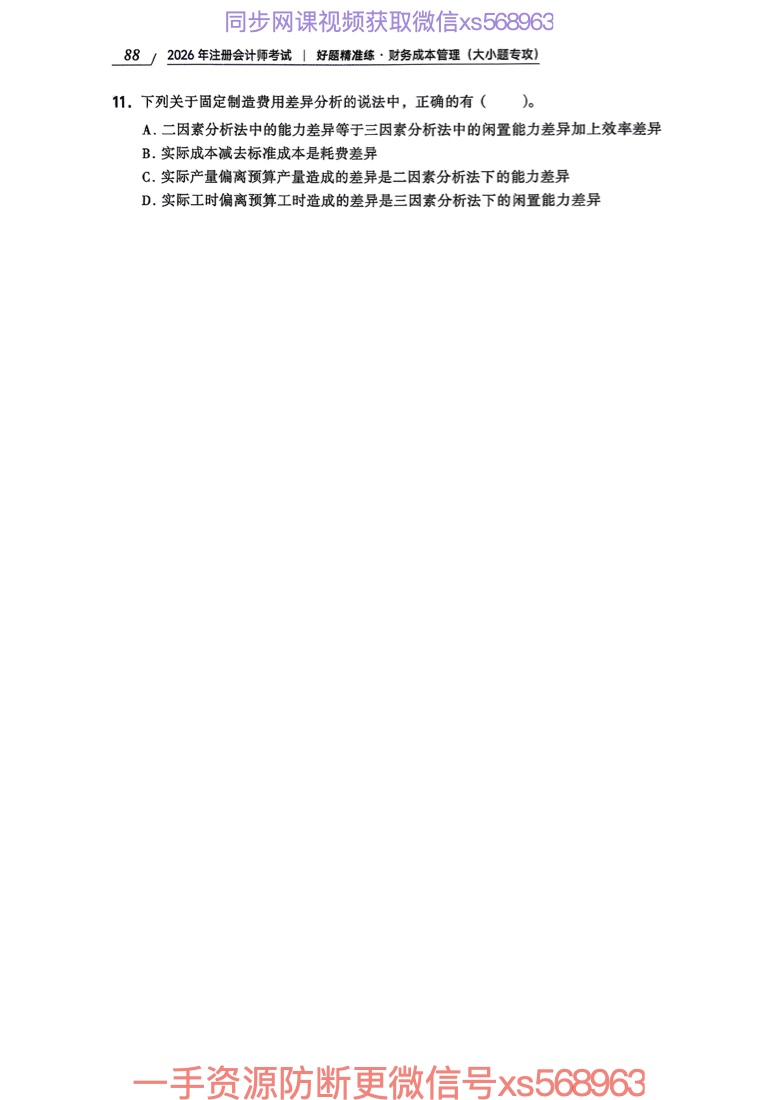 同步网课视频获取微信xs568963
88 / 2026年注册会计师考试 | 好题精准练·财务成本管理（大小题专攻）
11. 下列关于固定制造费用差异分析的说法中，正确的有（　　）。
A. 二因素分析法中的能力差异等于三因素分析法中的闲置能力差异加上效率差异
B. 实际成本减去标准成本是耗费差异
C. 实际产量偏离预算产量造成的差异是二因素分析法下的能力差异
D. 实际工时偏离预算工时造成的差异是三因素分析法下的闲置能力差异
一手资源防断更微信号xs568963